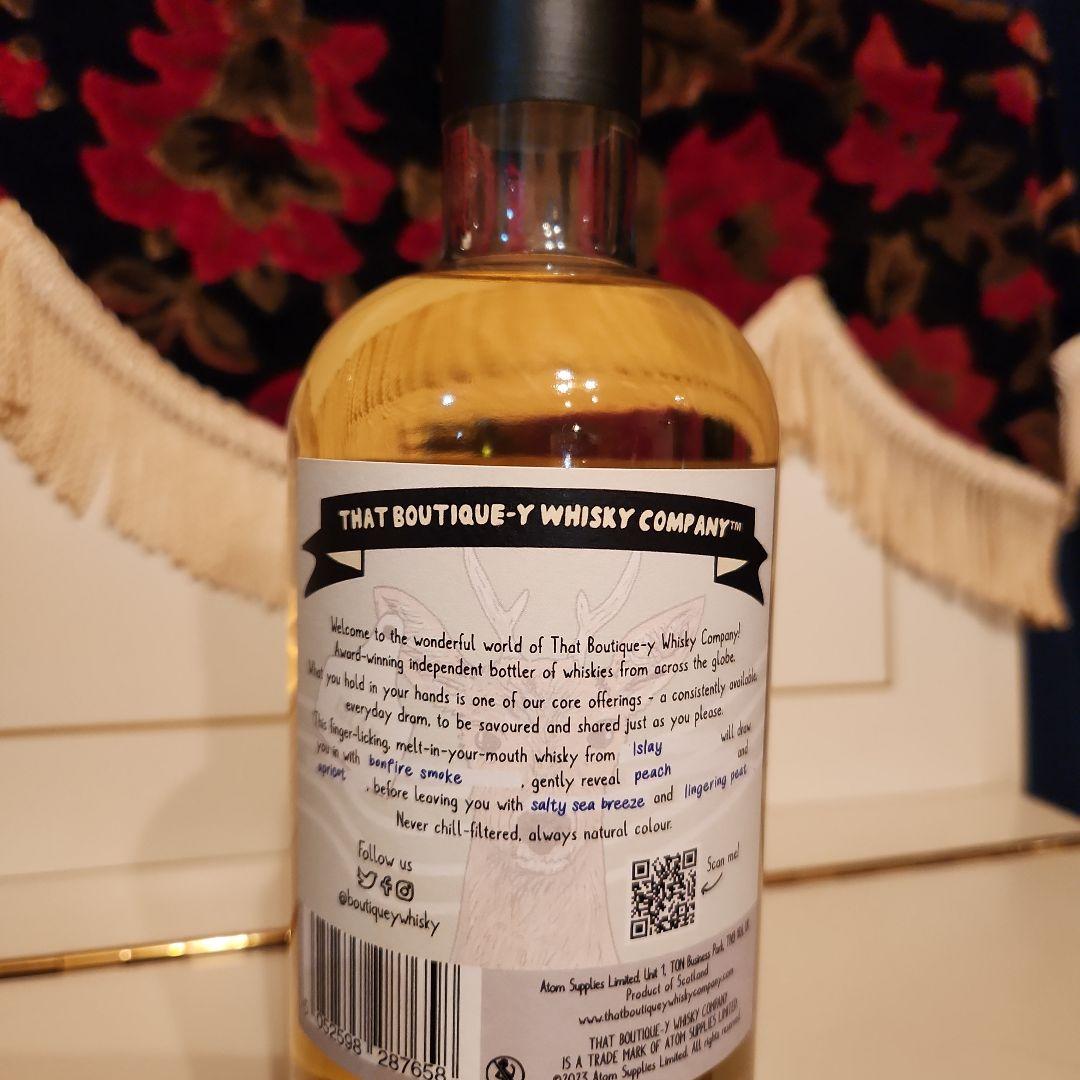 THAT BOUTIQUE-Y WHISKY COMPANY™
Welcome to the wonderful world of That Boutique-y Whisky Company!
Award-winning independent bottler of whiskies from across the globe.
What you hold in your hands is one of our core offerings - a consistently available,
everyday dram, to be savoured and shared just as you please.
This finger-licking, melt-in-your-mouth whisky from Islay will draw
you in with bonfire smoke, gently reveal peach and
apricot, before leaving you with salty sea breeze and lingering peat
Never chill-filtered, always natural colour.
Follow us
@boutiqueywhisky
Scan me!
Atom Supplies Limited, Unit 1, TON Business Park, UK
Product of Scotland
www.thatboutiqueywhiskycompany.com
THAT BOUTIQUE-Y WHISKY COMPANY
IS A TRADE MARK OF ATOM SUPPLIES LIMITED.
©2023 Atom Supplies Limited. All rights reserved.
5 052598 287658